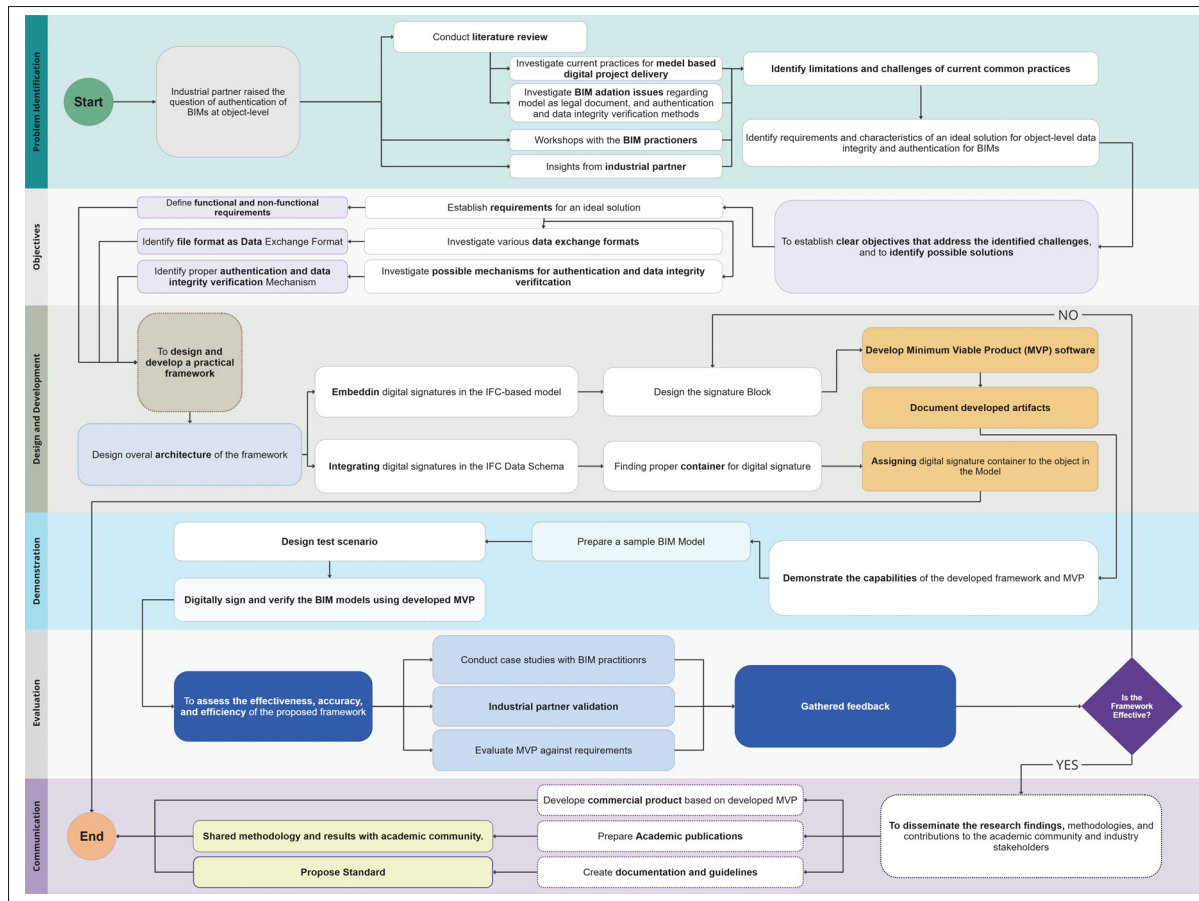 Problem Identification
Start
Industrial partner raised the
question of authentication of
BIMs at object-level
Conduct literature review
Investigate current practices for model based
digital project delivery
Investigate BIM adation issues regarding
model as legal document, and authentication
and data integrity verification methods
Workshops with the BIM practioners
Insights from industrial partner
Identify limitations and challenges of current common practices
Identify requirements and characteristics of an ideal solution for object-level data
integrity and authentication for BIMs
Objectives
Define functional and non-functional
requirements
Establish requirements for an ideal solution
Identify file format as Data Exchange Format
Investigate various data exchange formats
Identify proper authentication and data
integrity verification Mechanism
Investigate possible mechanisms for authentication and data integrity
verifitcation
To establish clear objectives that address the identified challenges,
and to identify possible solutions
Design and Development
To design and
develop a practical
framework
Design overal architecture of the framework
Embeddin digital signatures in the IFC-based model
Integrating digital signatures in the IFC Data Schema
Design the signature Block
Finding proper container for digital signature
NO
Develop Minimum Viable Product (MVP) software
Document developed artifacts
Assigning digital signature container to the object in
the Model
Demonstration
Design test scenario
Prepare a sample BIM Model
Demonstrate the capabilities of the developed framework and MVP
Digitally sign and verify the BIM models using developed MVP
Evaluation
To assess the effectiveness, accuracy,
and efficiency of the proposed framework
Conduct case studies with BIM practitionrs
Industrial partner validation
Evaluate MVP against requirements
Gathered feedback
Is the
Framework
Effective?
YES
Communication
End
Develope commercial product based on developed MVP
Shared methodology and results with academic community.
Prepare Academic publications
Propose Standard
Create documentation and guidelines
To disseminate the research findings, methodologies, and
contributions to the academic community and industry
stakeholders